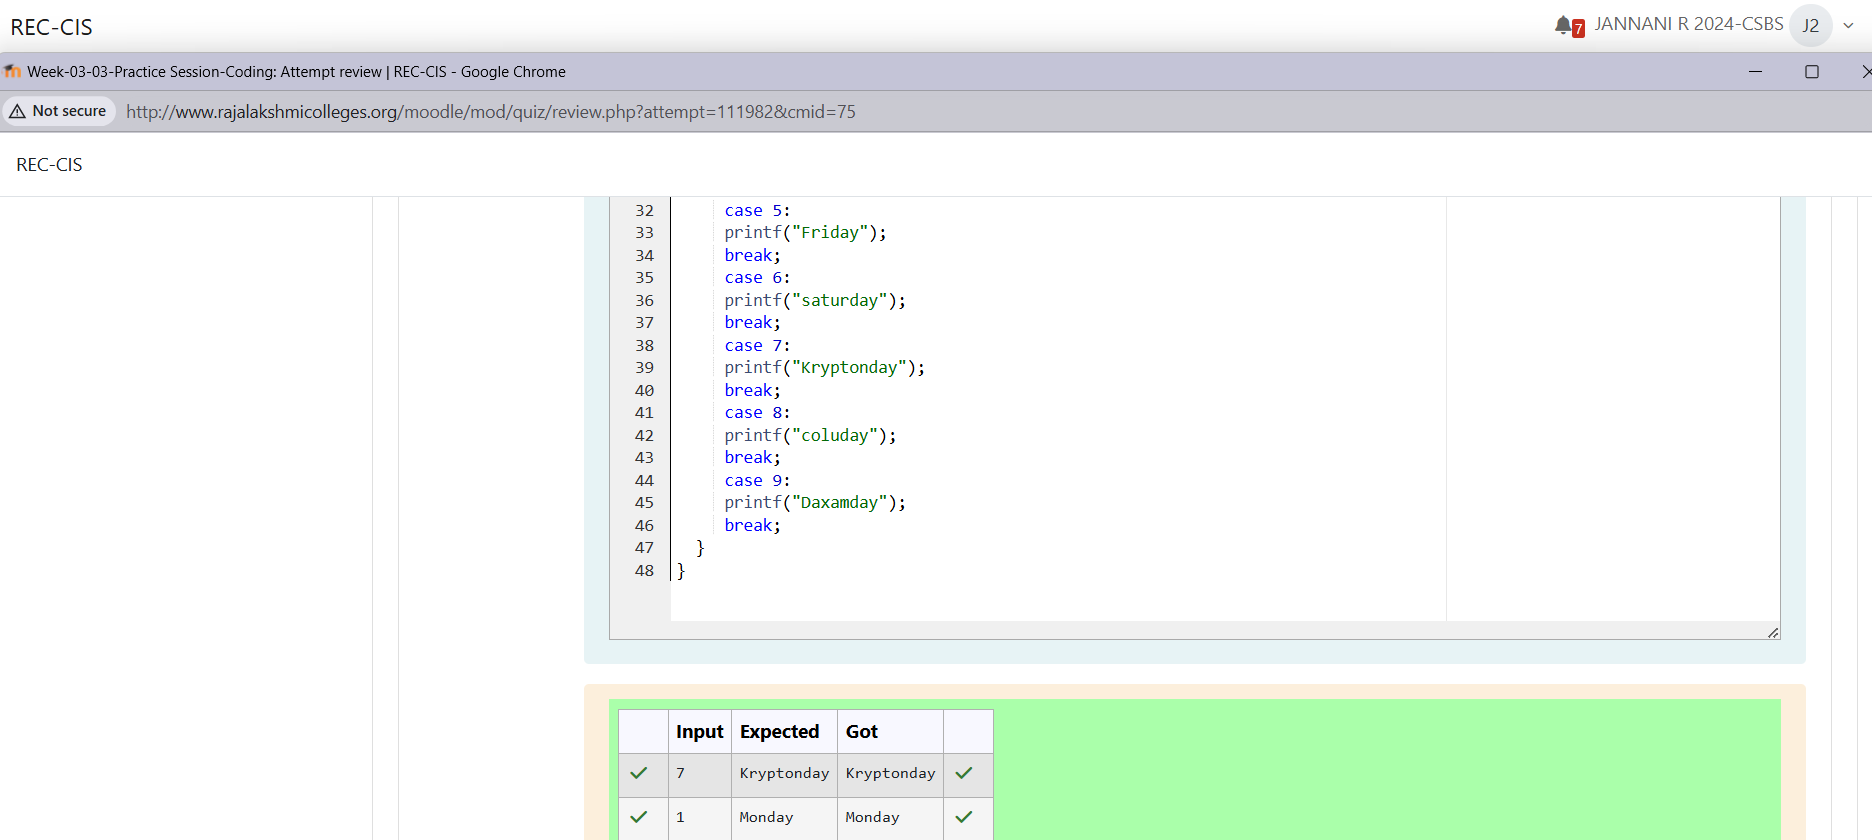 REC-CIS
7 JANNANI R 2024-CSBS J2
Week-03-03-Practice Session-Coding: Attempt review | REC-CIS - Google Chrome
Not secure http://www.rajalakshmicolleges.org/moodle/mod/quiz/review.php?attempt=111982&cmid=75
REC-CIS
32 case 5:
33 printf("Friday");
34 break;
35 case 6:
36 printf("saturday");
37 break;
38 case 7:
39 printf("Kryptonday");
40 break;
41 case 8:
42 printf("coluday");
43 break;
44 case 9:
45 printf("Daxamday");
46 break;
47 }
48 }
Input Expected Got
7 Kryptonday Kryptonday
1 Monday Monday